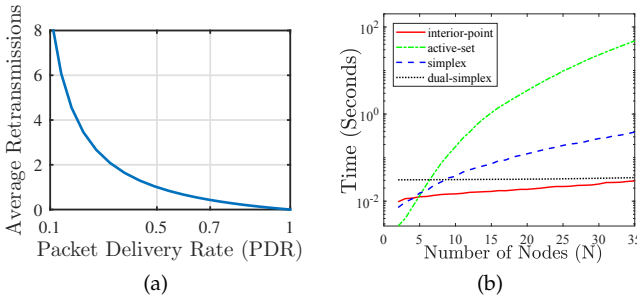 8
6
4
2
0
0.1
0.5
0.7
1
Average Retransmissions
Packet Delivery Rate (PDR)
(a)
10^2
10^0
10^-2
0
5
10
15
20
25
30
35
Time (Seconds)
Number of Nodes (N)
interior-point
active-set
simplex
dual-simplex
(b)